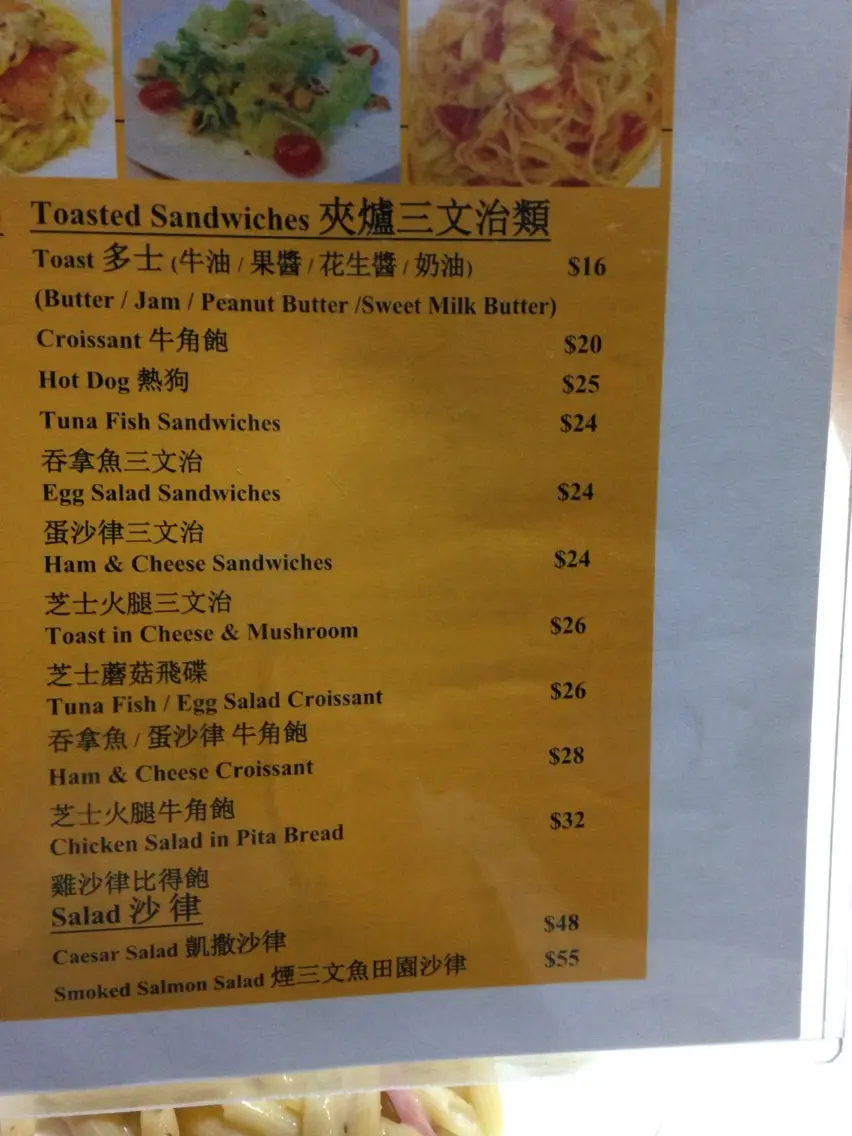 Toasted Sandwiches 夾爐三文治類
Toast 多士 (牛油 / 果醬 / 花生醬 / 奶油) $16
(Butter / Jam / Peanut Butter /Sweet Milk Butter)
Croissant 牛角飽 $20
Hot Dog 熱狗 $25
Tuna Fish Sandwiches $24
吞拿魚三文治
Egg Salad Sandwiches $24
蛋沙律三文治
Ham & Cheese Sandwiches $24
芝士火腿三文治
Toast in Cheese & Mushroom $26
芝士蘑菇飛碟
Tuna Fish / Egg Salad Croissant $26
吞拿魚 / 蛋沙律 牛角飽
Ham & Cheese Croissant $28
芝士火腿牛角飽
Chicken Salad in Pita Bread $32
雞沙律比得飽
Salad 沙律
Caesar Salad 凱撒沙律 $48
Smoked Salmon Salad 煙三文魚田園沙律 $55